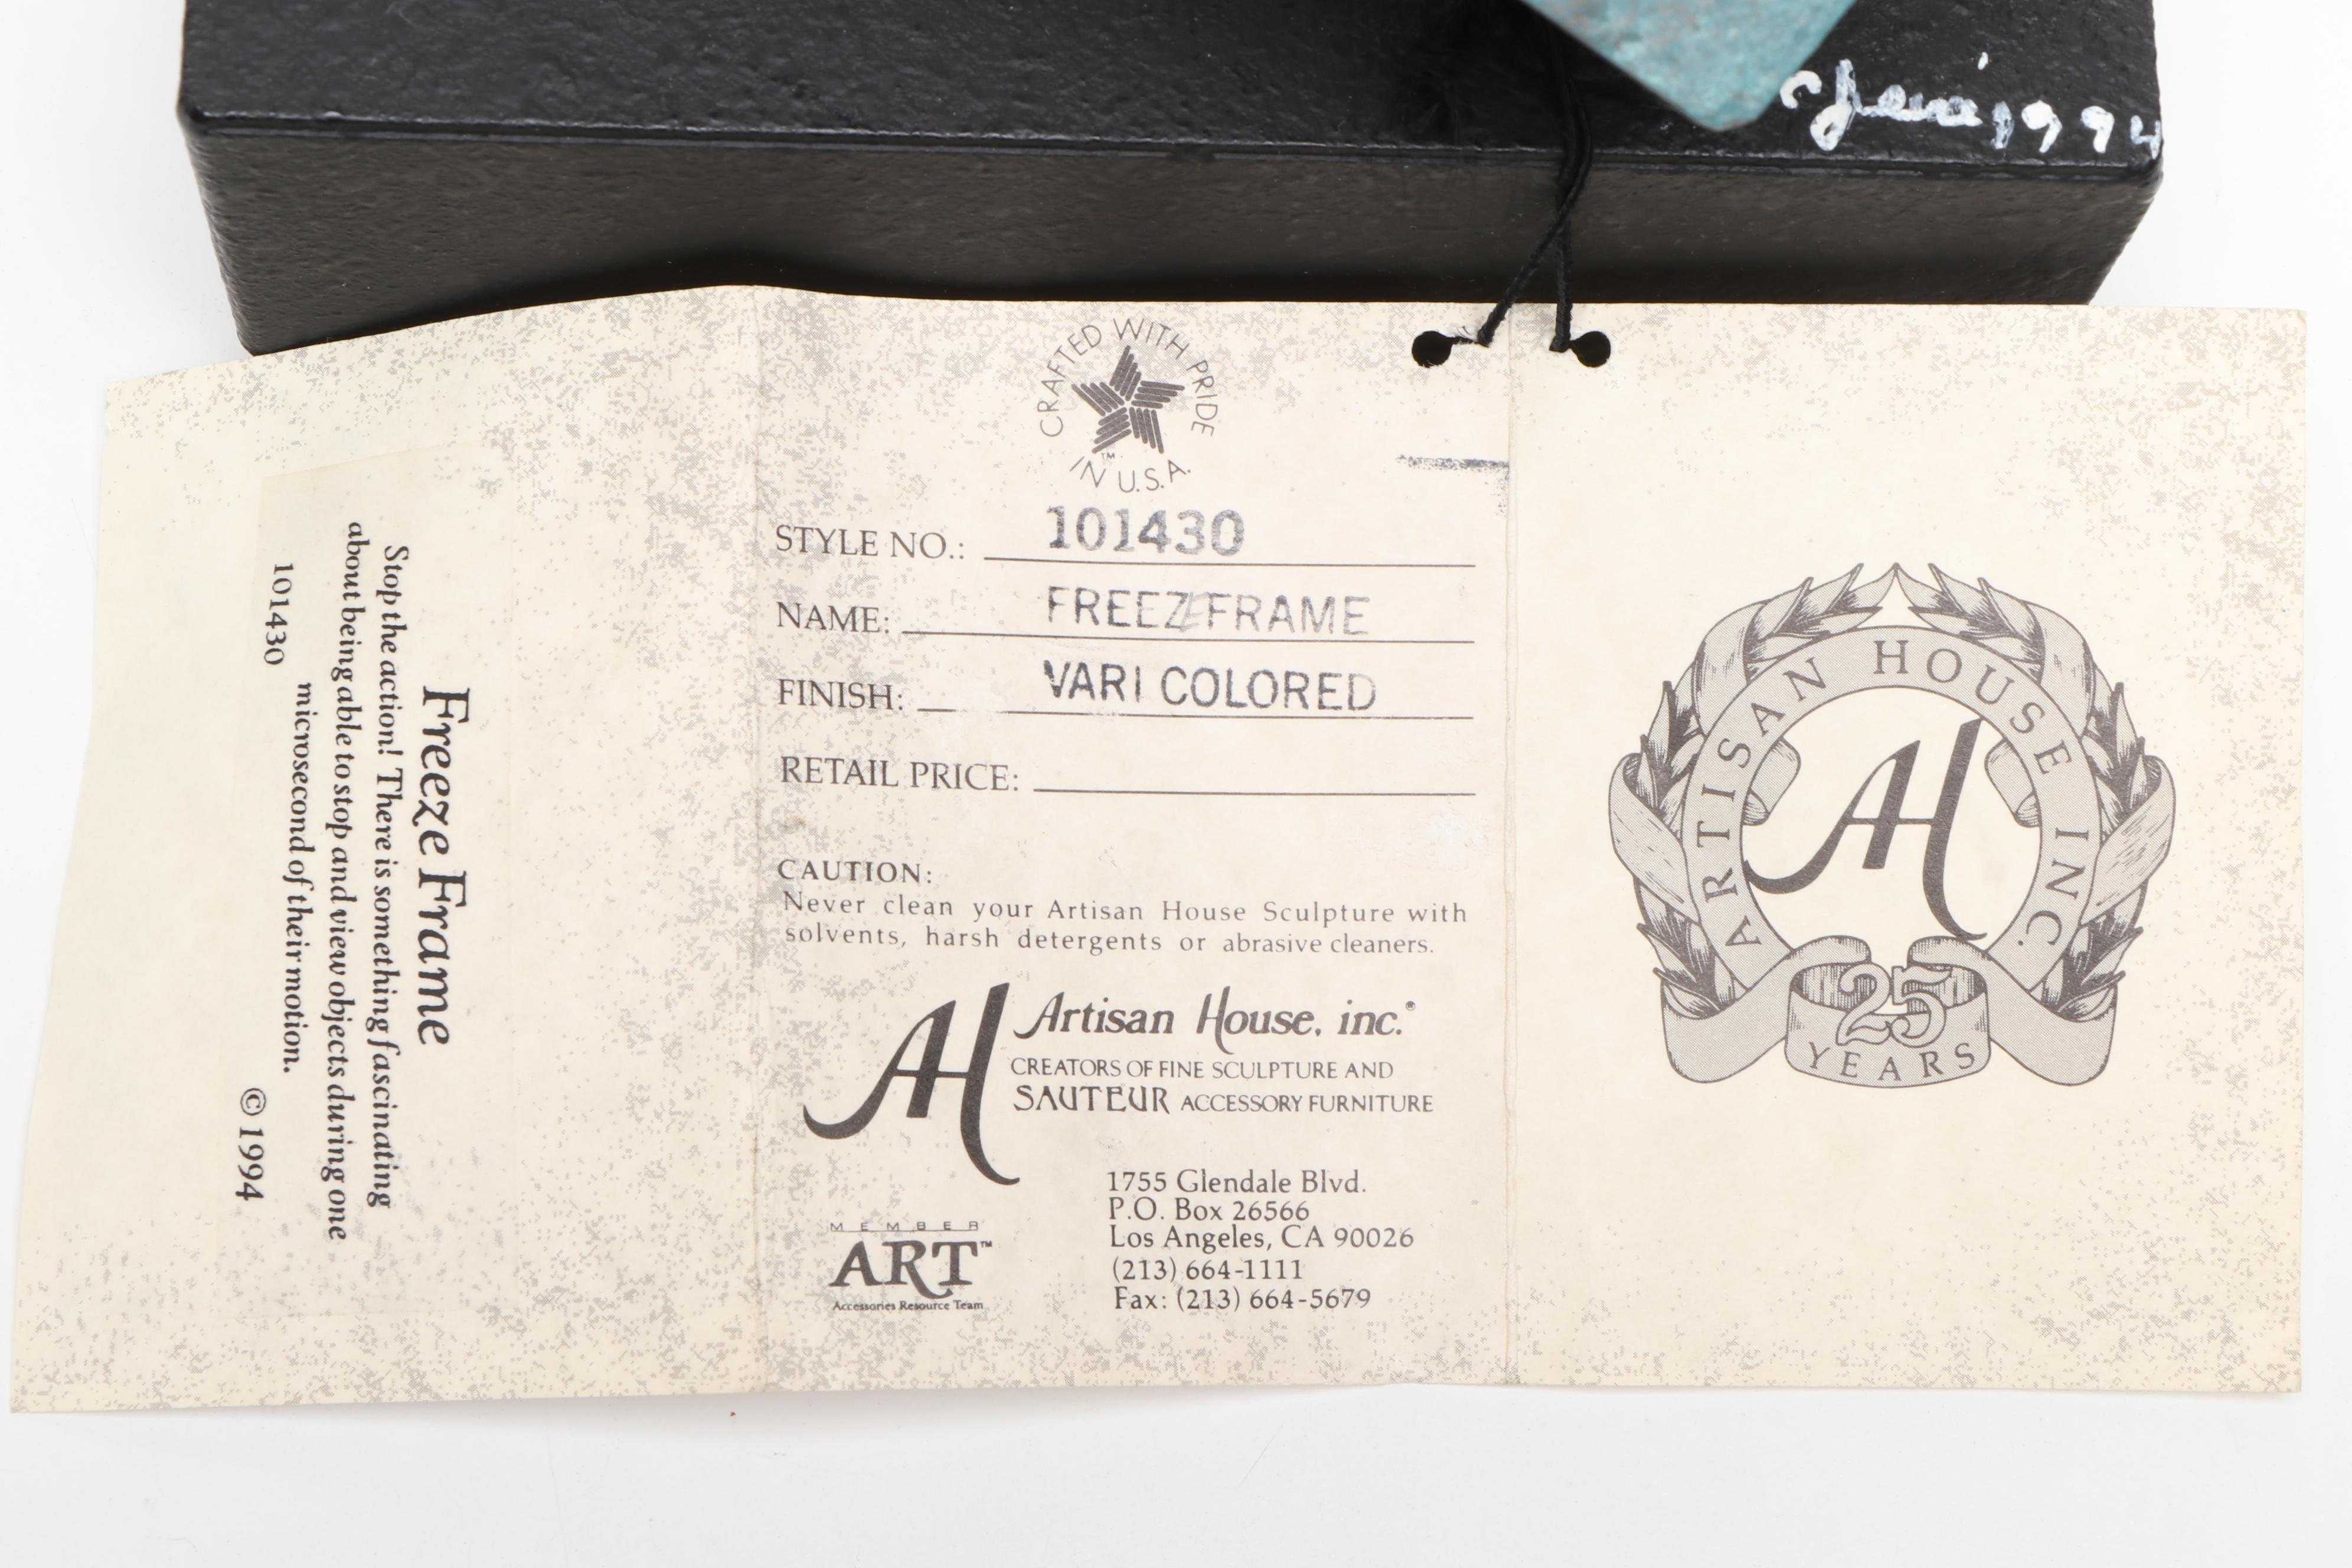 1994
CRAFTED WITH PRIDE
IN U.S.A.
™
STYLE NO.: 101430
NAME: FREEZE FRAME
FINISH: VARI COLORED
RETAIL PRICE:
CAUTION:
Never clean your Artisan House Sculpture with
solvents, harsh detergents or abrasive cleaners.
AH
Artisan House, inc.®
CREATORS OF FINE SCULPTURE AND
SAUTEUR ACCESSORY FURNITURE
1755 Glendale Blvd.
P.O. Box 26566
Los Angeles, CA 90026
(213) 664-1111
Fax: (213) 664-5679
MEMBER
ART™
Accessories Resource Team
Freeze Frame
Stop the action! There is something fascinating
about being able to stop and view objects during one
microsecond of their motion.
101430
© 1994
ARTISAN HOUSE INC.
AH
25
YEARS